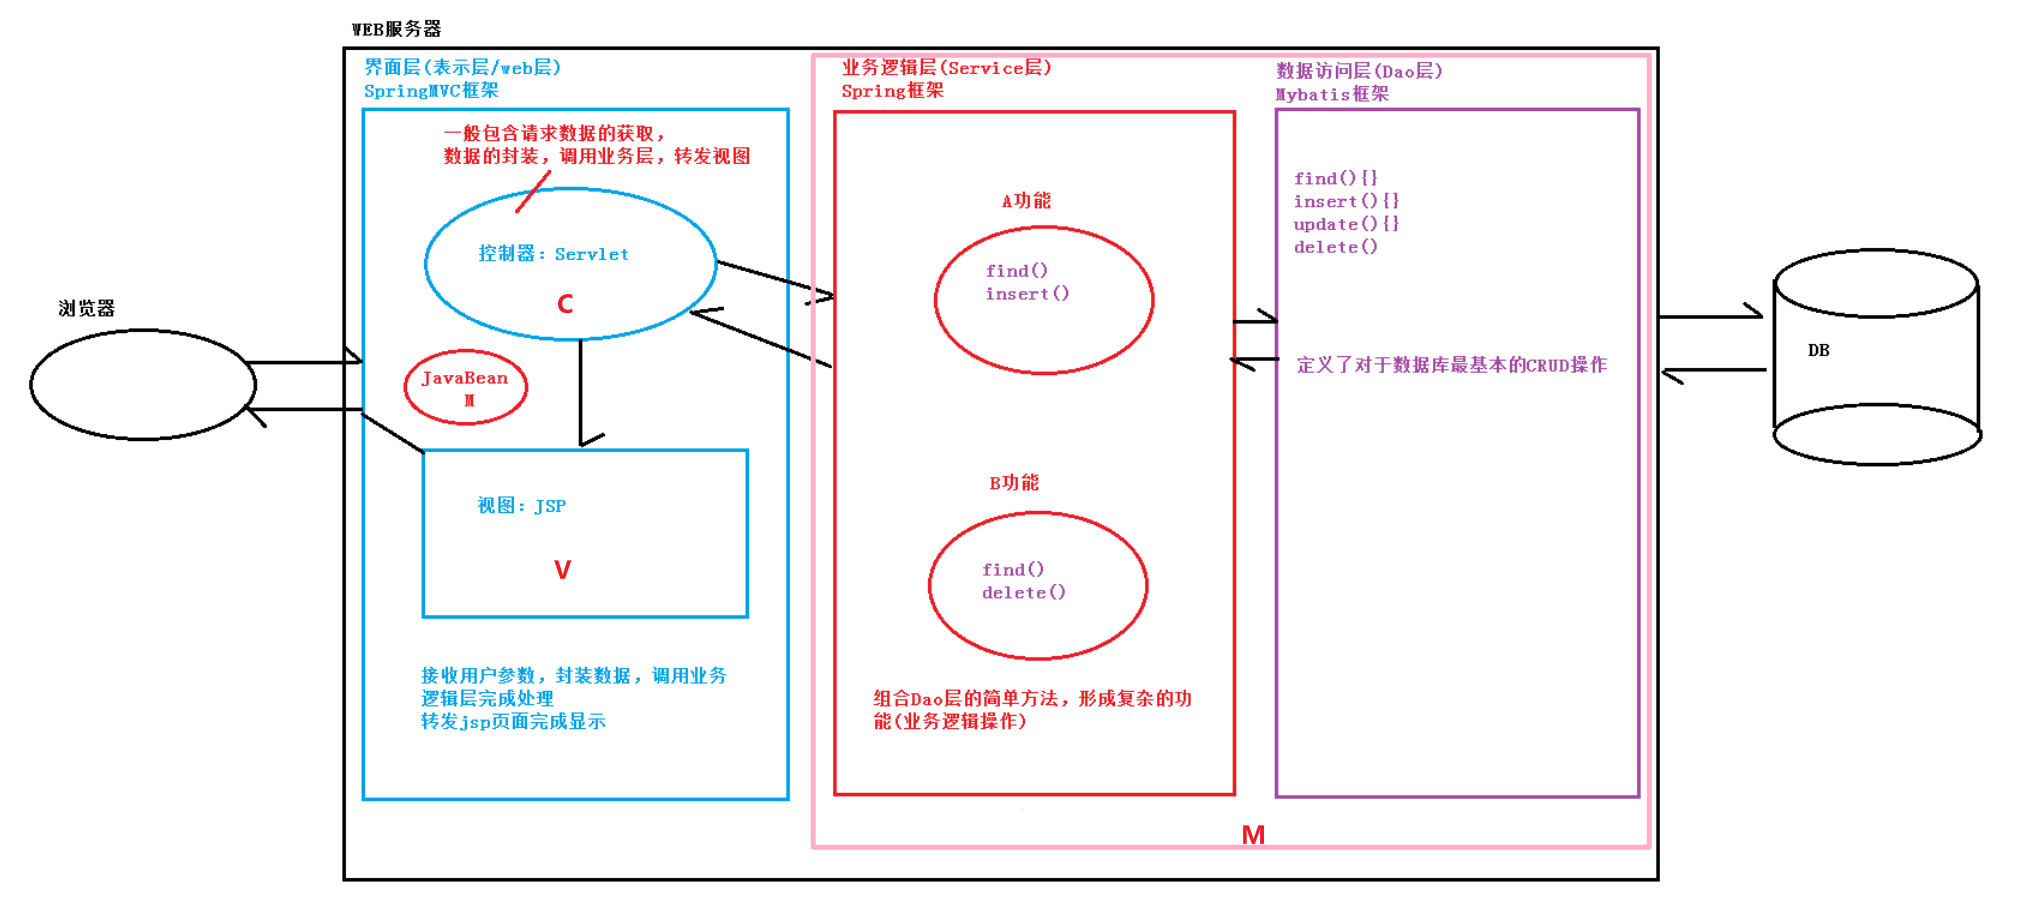 WEB服务器
界面层(表示层/web层)
SpringMVC框架
一般包含请求数据的获取，
数据的封装，调用业务层，转发视图
控制器：Servlet
C
浏览器
JavaBean
M
视图：JSP
V
接收用户参数，封装数据，调用业务
逻辑层完成处理
转发jsp页面完成显示
业务逻辑层(Service层)
Spring框架
A功能
find()
insert()
B功能
find()
delete()
组合Dao层的简单方法，形成复杂的功
能(业务逻辑操作)
数据访问层(Dao层)
Mybatis框架
find(){}
insert(){}
update(){}
delete()
定义了对于数据库最基本的CRUD操作
M
DB